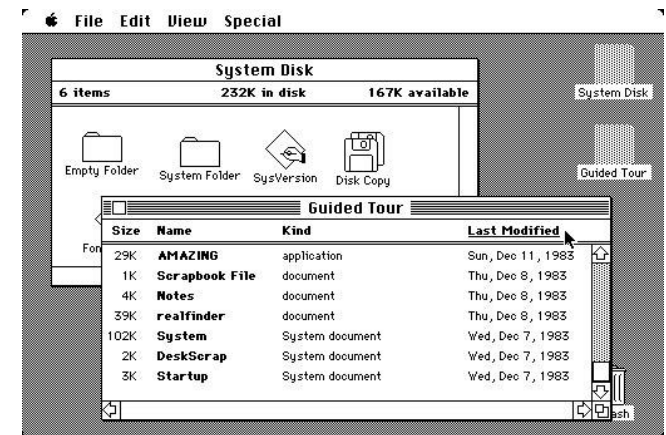 File Edit View Special
System Disk
6 items 232K in disk 167K available
System Disk
Empty Folder System Folder SysVersion Disk Copy
Guided Tour
Guided Tour
Size Name Kind Last Modified
Fon
29K AMAZING application Sun, Dec 11, 1983
1K Scrapbook File document Thu, Dec 8, 1983
4K Notes document Thu, Dec 8, 1983
39K realfinder document Thu, Dec 8, 1983
102K System System document Wed, Dec 7, 1983
2K DeskScrap System document Wed, Dec 7, 1983
3K Startup System document Wed, Dec 7, 1983
ash